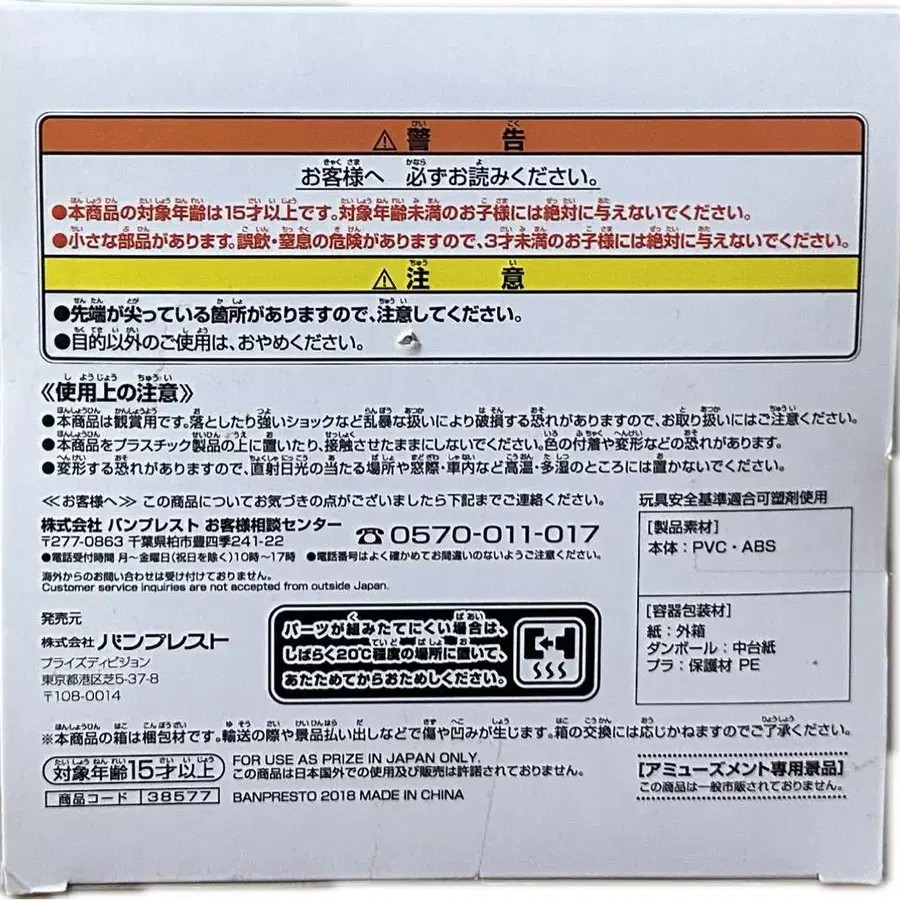 ⚠警告
お客様へ 必ずお読みください。
●本商品の対象年齢は15才以上です。対象年齢未満のお子様には絶対に与えないでください。
●小さな部品があります。誤飲・窒息の危険がありますので、3才未満のお子様には絶対に与えないでください。
⚠注意
●先端が尖っている箇所がありますので、注意してください。
●目的以外のご使用は、おやめください。
《使用上の注意》
●本商品は観賞用です。落としたり強いショックなど乱暴な扱いにより破損する恐れがありますので、お取り扱いにはご注意ください。
●本商品をプラスチック製品の上に置いたり、接触させたままにしないでください。色の付着や変形などの恐れがあります。
●変形する恐れがありますので、直射日光の当たる場所や窓際・車内など高温・多湿のところには置かないでください。
≪お客様へ≫ この商品についてお気づきの点がございましたら下記までご連絡ください。
株式会社 バンプレスト お客様相談センター
〒277-0863 千葉県柏市豊四季241-22
☎0570-011-017
●電話受付時間 月~金曜日(祝日を除く)10時~17時 ●電話番号はよく確かめてお間違いのないようご注意ください。
海外からのお問い合わせは受け付けておりません。
Customer service inquiries are not accepted from outside Japan.
玩具安全基準適合可塑剤使用
[製品素材]
本体：PVC・ABS
[容器包装材]
紙：外箱
ダンボール：中台紙
プラ：保護材 PE
発売元
株式会社 バンプレスト
プライズディビジョン
東京都港区芝5-37-8
〒108-0014
パーツが組みたてにくい場合は、
しばらく20℃程度の場所に置いて、
あたためてからおためしください。
※本商品の箱は梱包材です。輸送の際や景品払い出しなどで傷や凹みが生じます。箱の交換には応じかねますのでご了承ください。
対象年齢15才以上
商品コード 38577
FOR USE AS PRIZE IN JAPAN ONLY.
この商品は日本国外での使用及び販売は許諾されておりません。
BANPRESTO 2018 MADE IN CHINA
[アミューズメント専用景品]
この商品は一般市販されておりません。